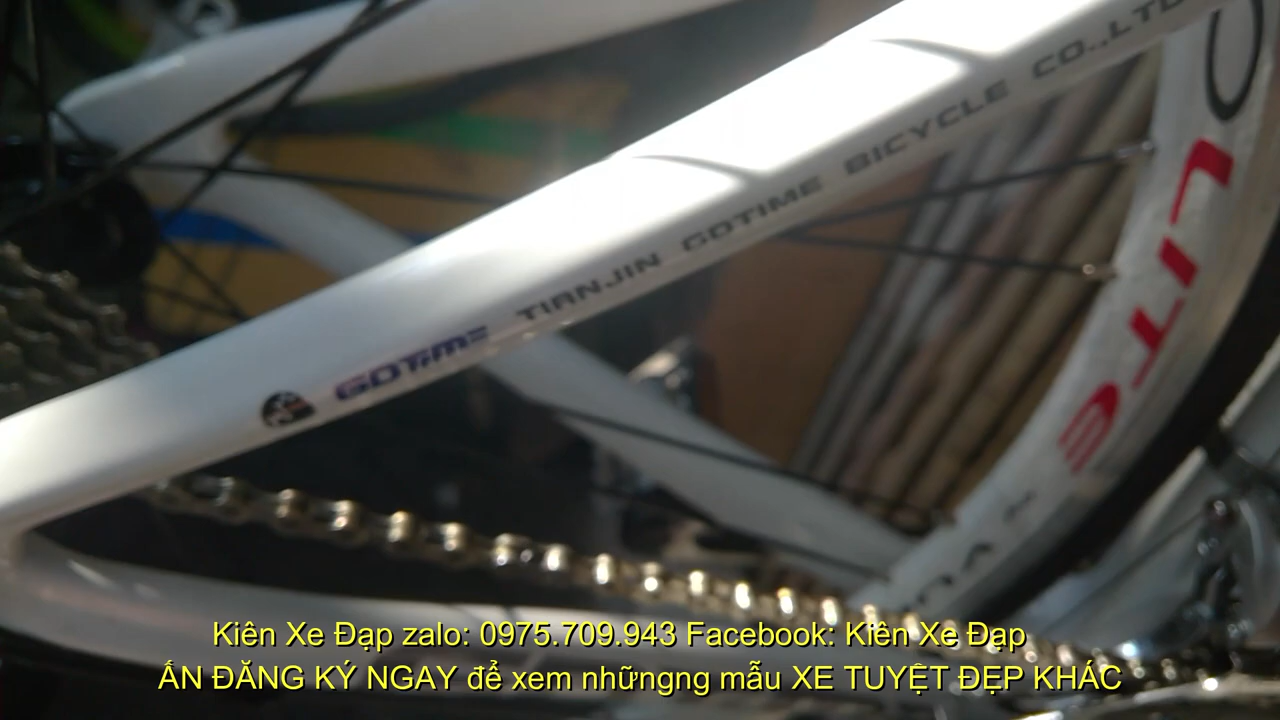 GOTIME TIANJIN GOTIME BICYCLE CO.,LTD
LITE
Kiên Xe Đạp zalo: 0975.709.943 Facebook: Kiên Xe Đạp
ẤN ĐĂNG KÝ NGAY để xem nhữngng mẫu XE TUYỆT ĐẸP KHÁC